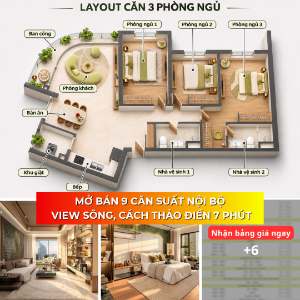 LAYOUT CĂN 3 PHÒNG NGỦ
Phòng ngủ 1
Phòng ngủ 2
Phòng ngủ 3
Ban công
Phòng khách
Bàn ăn
Khu giặt
Bếp
Nhà vệ sinh 1
Nhà vệ sinh 2
MỞ BÁN 9 CĂN SUẤT NỘI BỘ
VIEW SÔNG, CÁCH THẢO ĐIỀN 7 PHÚT
Nhận bảng giá ngay
+6